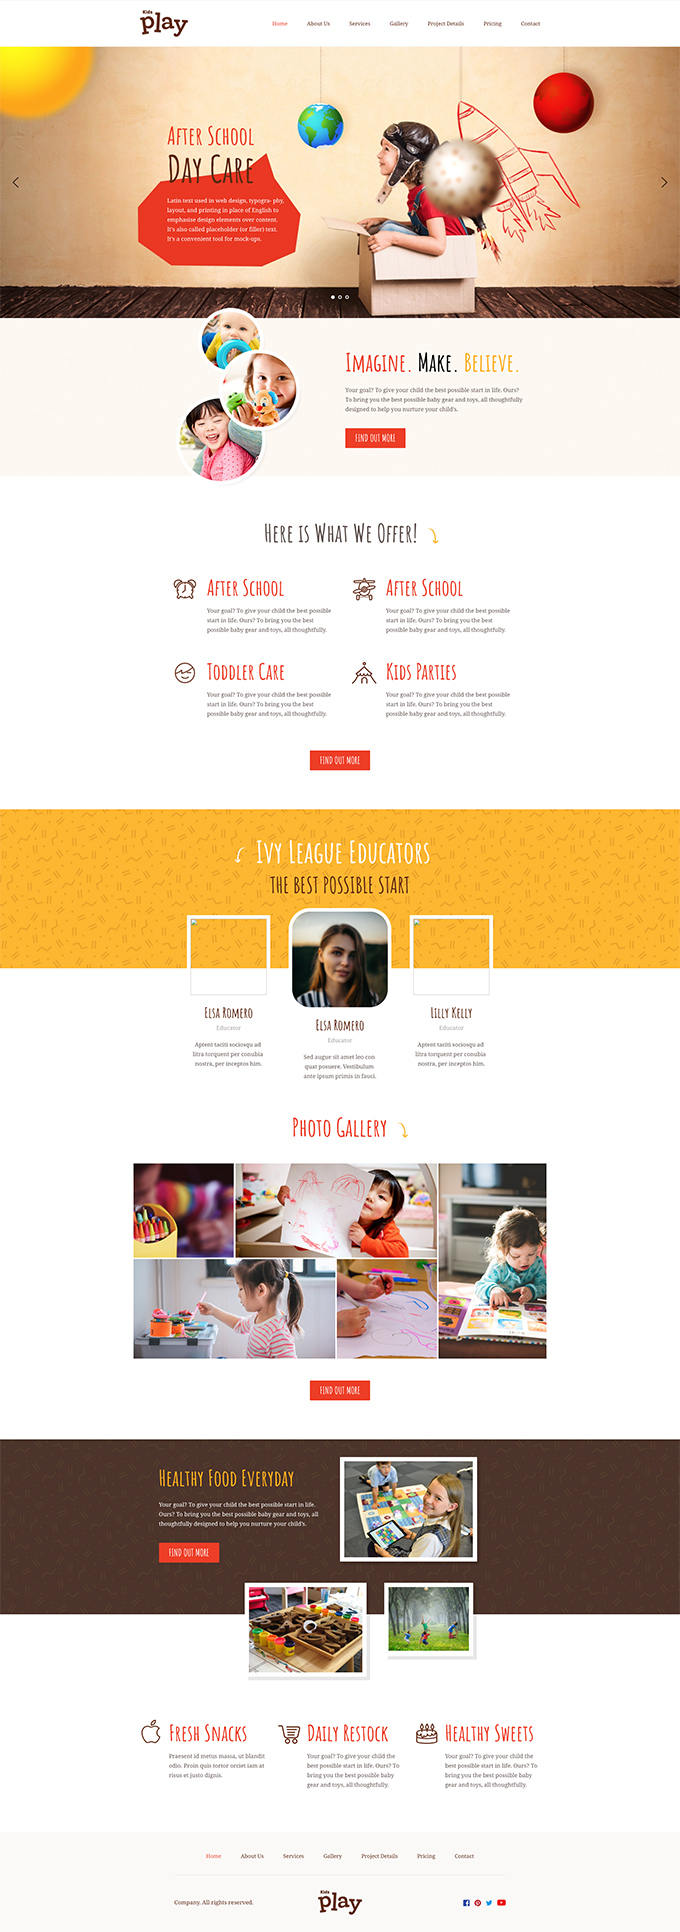 Kids
play
Home About Us Services Gallery Project Details Pricing Contact
After School
Day Care
Latin text used in web design, typogra- phy,
layout, and printing in place of English to
emphasise design elements over content.
It's also called placeholder (or filler) text.
It's a convenient tool for mock-ups.
Imagine. Make. Believe.
Your goal? To give your child the best possible start in life. Ours?
To bring you the best possible baby gear and toys, all thoughtfully
designed to help you nurture your child's.
Find out more
Here is What We Offer!
After School
Your goal? To give your child the best possible
start in life. Ours? To bring you the best
possible baby gear and toys, all thoughtfully.
After School
Your goal? To give your child the best possible
start in life. Ours? To bring you the best
possible baby gear and toys, all thoughtfully.
Toddler Care
Your goal? To give your child the best possible
start in life. Ours? To bring you the best
possible baby gear and toys, all thoughtfully.
Kids Parties
Your goal? To give your child the best possible
start in life. Ours? To bring you the best
possible baby gear and toys, all thoughtfully.
Find out more
Ivy League Educators
The best possible start
Elsa Romero
Educator
Aptent taciti sociosqu ad
litra torquent per conubia
nostra, per inceptos him.
Elsa Romero
Educator
Sed augue sit amet leo con
quat posuere. Vestibulum
ante ipsum primis in fauci.
Lilly Kelly
Educator
Aptent taciti sociosqu ad
litra torquent per conubia
nostra, per inceptos him.
Photo Gallery
Find out more
Healthy Food Everyday
Your goal? To give your child the best possible start in life.
Ours? To bring you the best possible baby gear and toys, all
thoughtfully designed to help you nurture your child's.
Find out more
Fresh Snacks
Praesent id metus massa, ut blandit
odio. Proin quis tortor orciet iam at
risus et justo dignis.
Daily Restock
Your goal? To give your child the
best possible start in life. Ours? To
bring you the best possible baby
gear and toys, all thoughtfully.
Healthy Sweets
Your goal? To give your child the
best possible start in life. Ours? To
bring you the best possible baby
gear and toys, all thoughtfully.
Home About Us Services Gallery Project Details Pricing Contact
Company. All rights reserved.
Kids
play